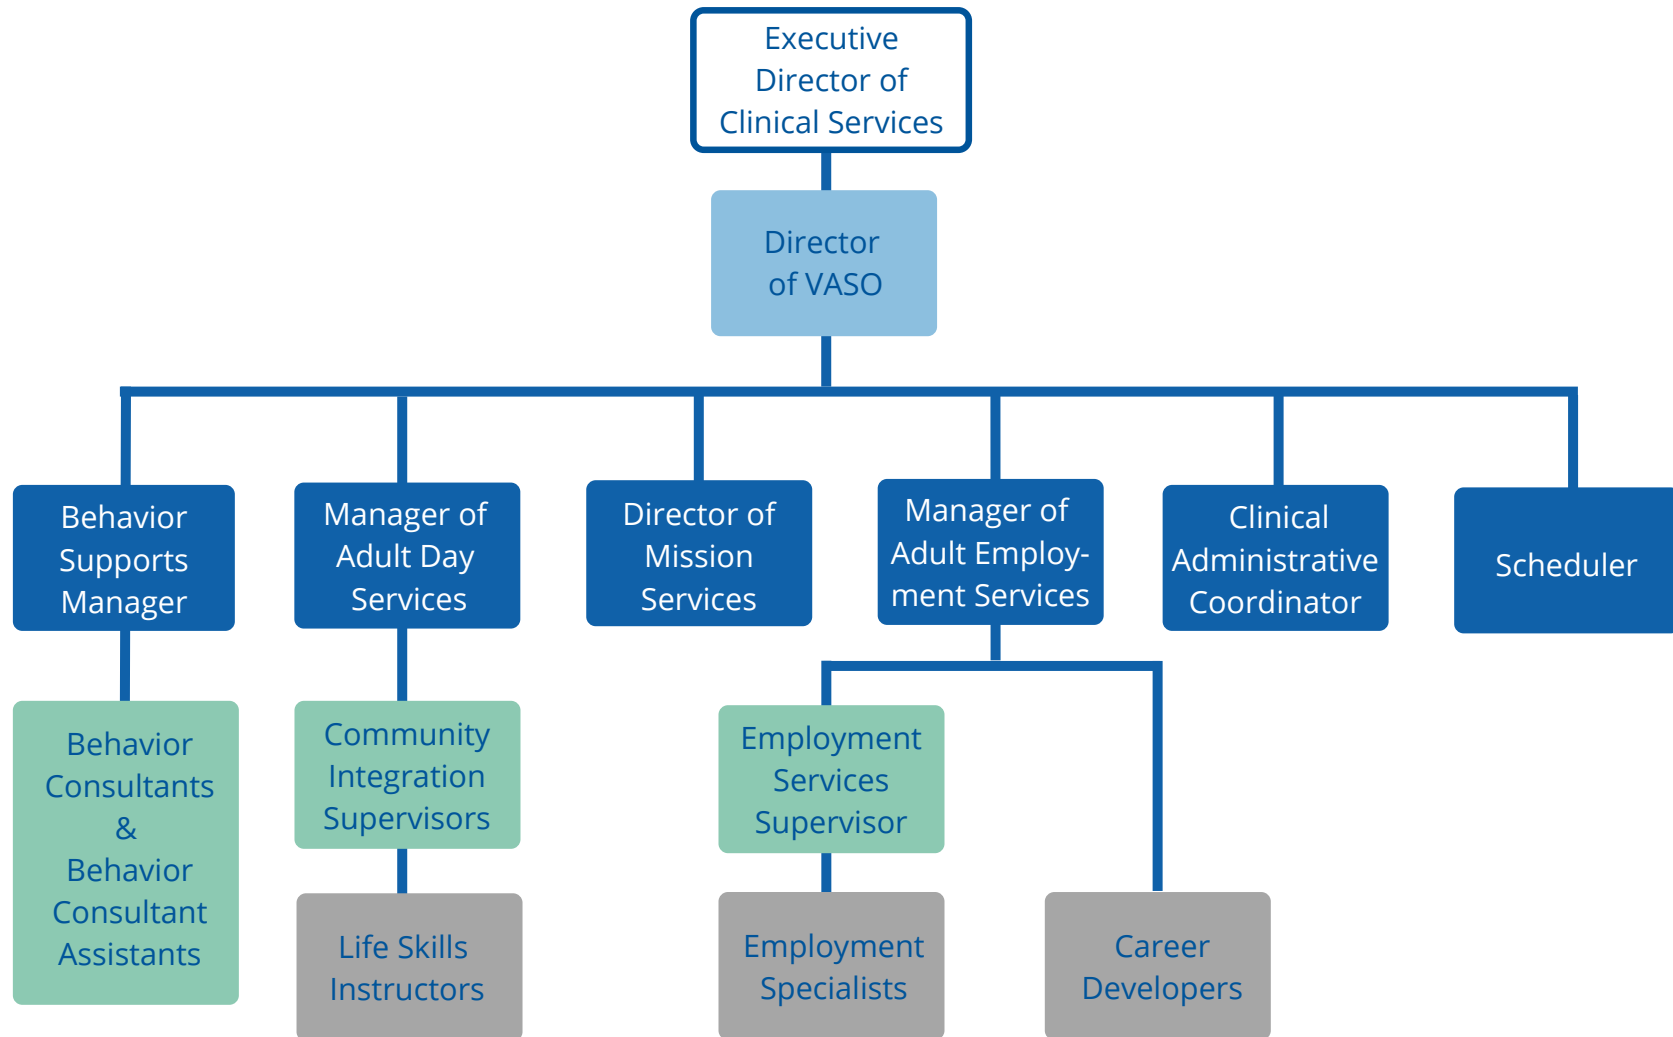 Executive
Director of
Clinical Services
Director
of VASO
Behavior
Supports
Manager
Manager of
Adult Day
Services
Director of
Mission
Services
Manager of
Adult Employ-
ment Services
Clinical
Administrative
Coordinator
Scheduler
Behavior
Consultants
&
Behavior
Consultant
Assistants
Community
Integration
Supervisors
Employment
Services
Supervisor
Life Skills
Instructors
Employment
Specialists
Career
Developers